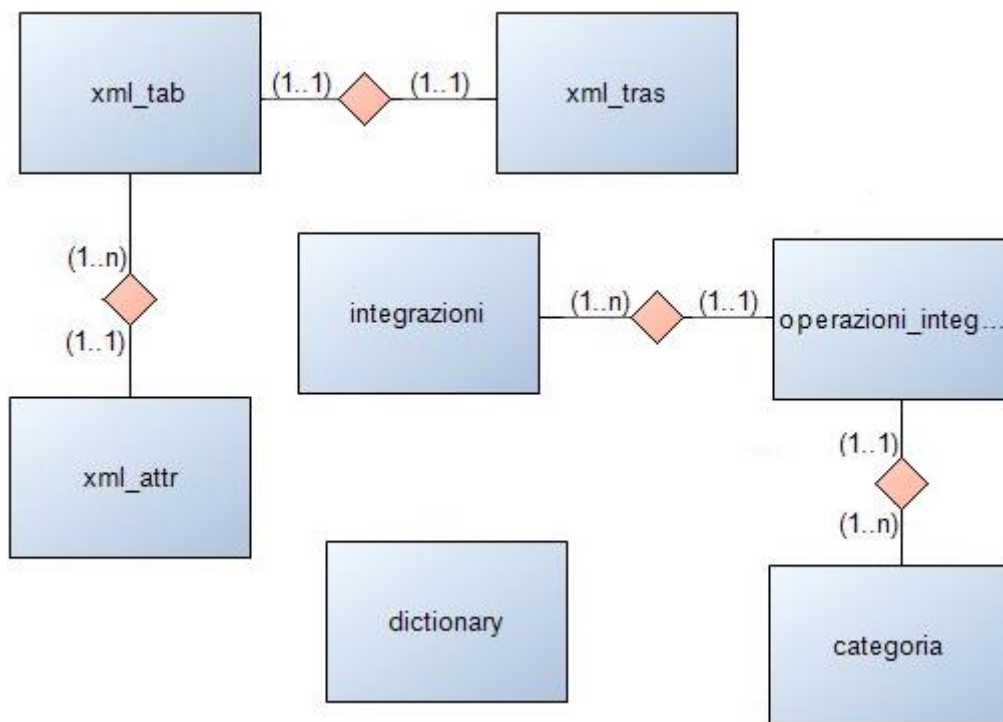 xml_tab
(1..1)
(1..1)
xml_tras
(1..n)
(1..1)
xml_attr
integrazioni
(1..n)
(1..1)
operazioni_integ...
(1..1)
(1..n)
categoria
dictionary